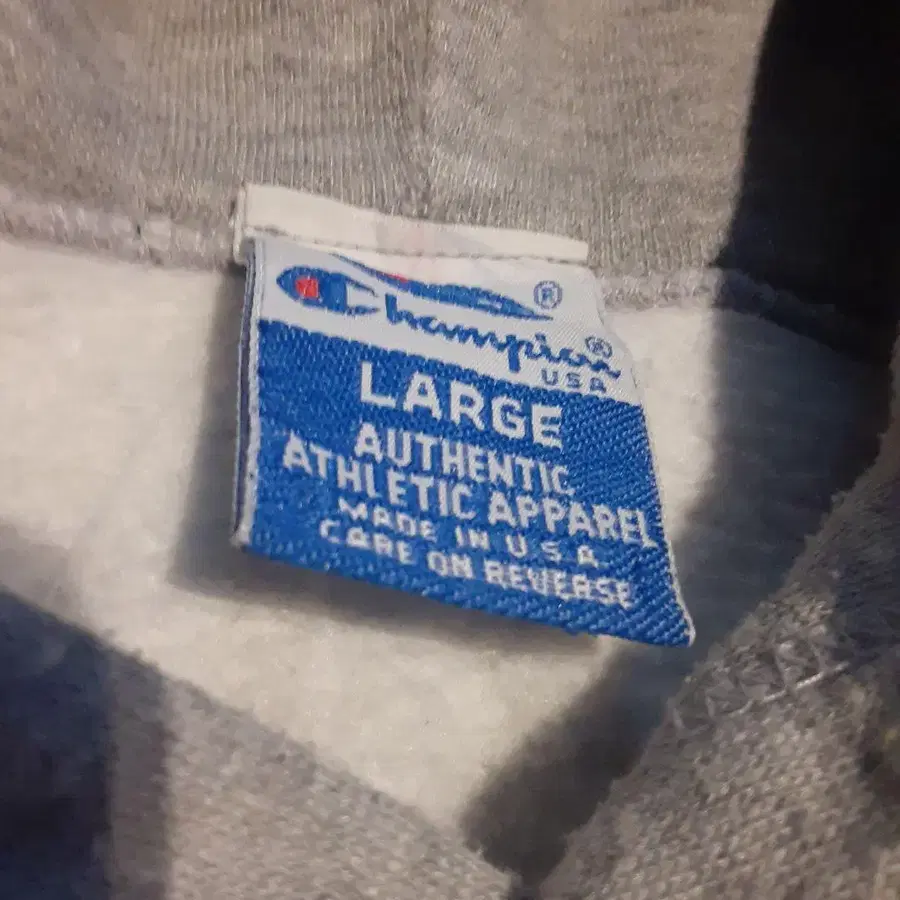 ®
Champion®
USA
LARGE
AUTHENTIC
ATHLETIC APPAREL
MADE IN U S A
CARE ON REVERSE